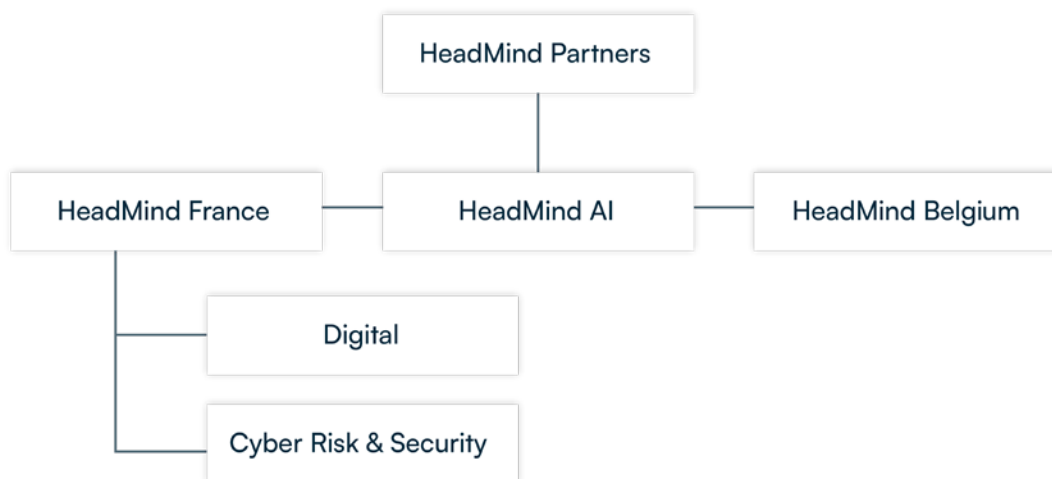 HeadMind Partners
HeadMind France
HeadMind AI
HeadMind Belgium
Digital
Cyber Risk & Security